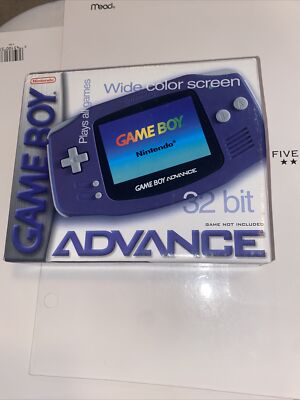 Mead
Nintendo
GAME BOY
Plays all games
Wide color screen
GAME BOY
Nintendo
GAME BOY ADVANCE
32 bit
GAME NOT INCLUDED
ADVANCE
FIVE